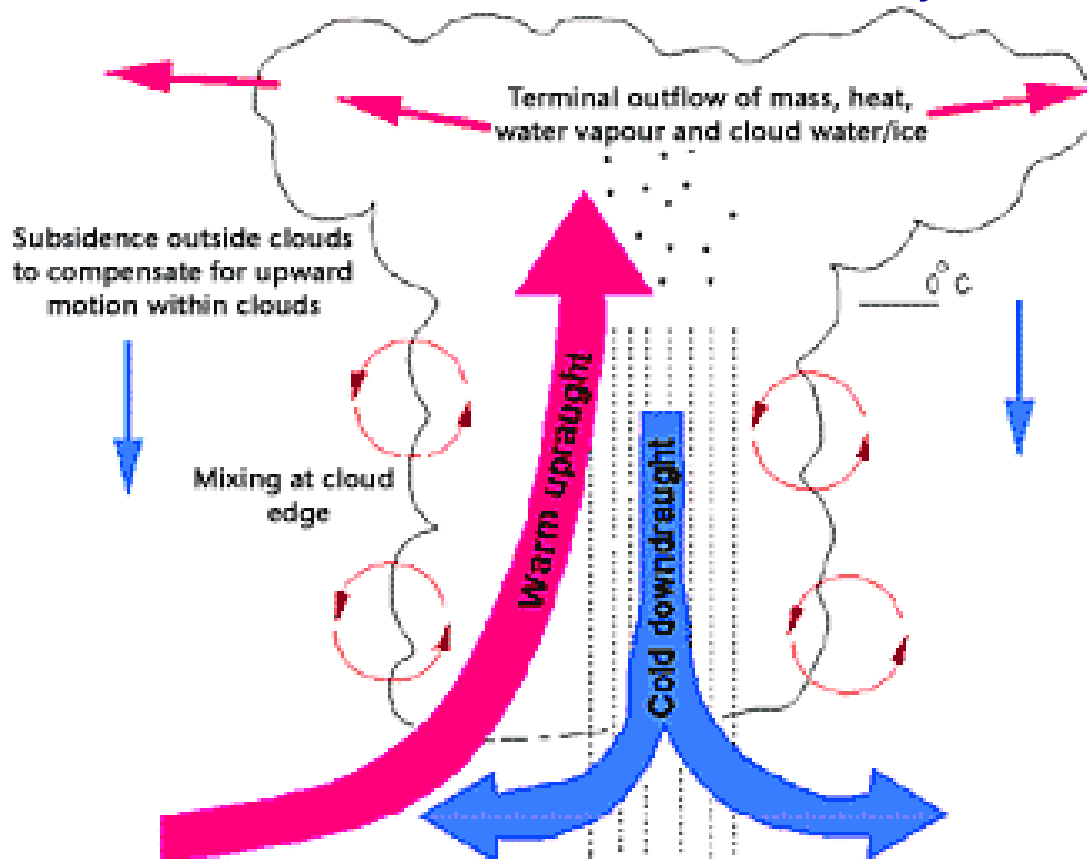 Terminal outflow of mass, heat,
water vapour and cloud water/ice
Subsidence outside clouds
to compensate for upward
motion within clouds
0°C
Warm upraught
Mixing at cloud
edge
Cold downdraught